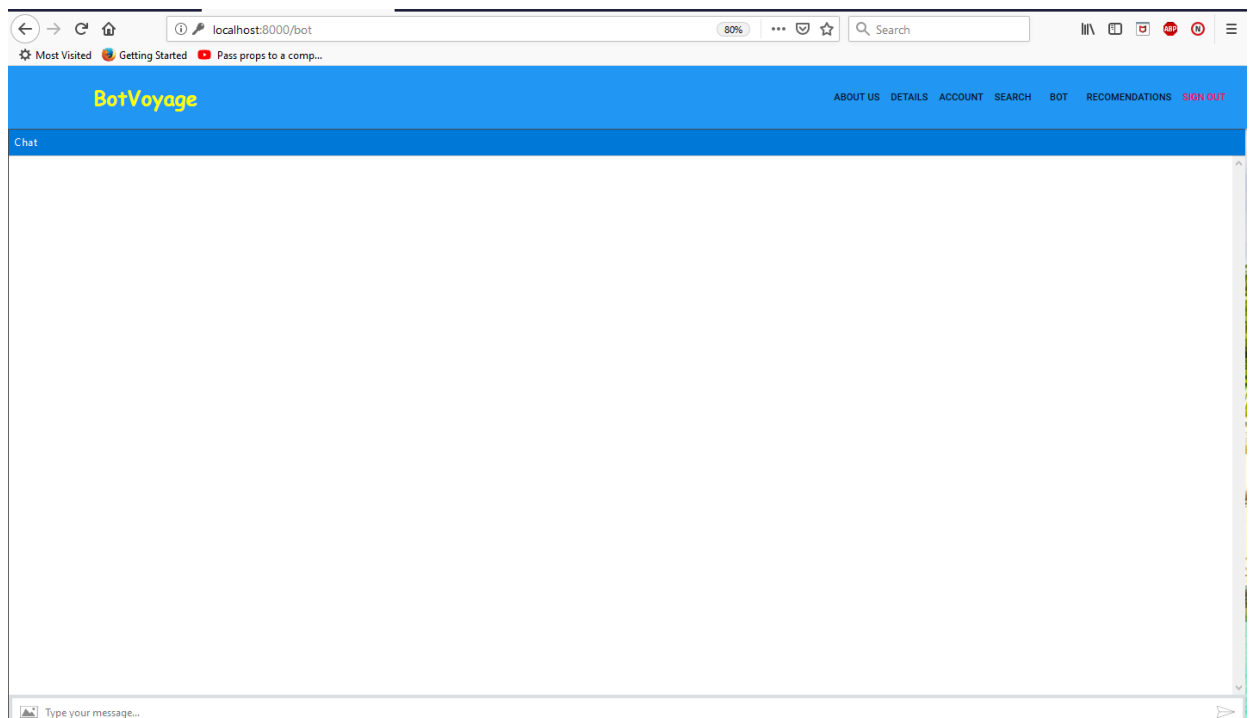 localhost:8000/bot
80%
Search
Most Visited
Getting Started
Pass props to a comp...
ABP
N
BotVoyage
ABOUT US DETAILS ACCOUNT SEARCH BOT RECOMENDATIONS SIGN OUT
Chat
Type your message...